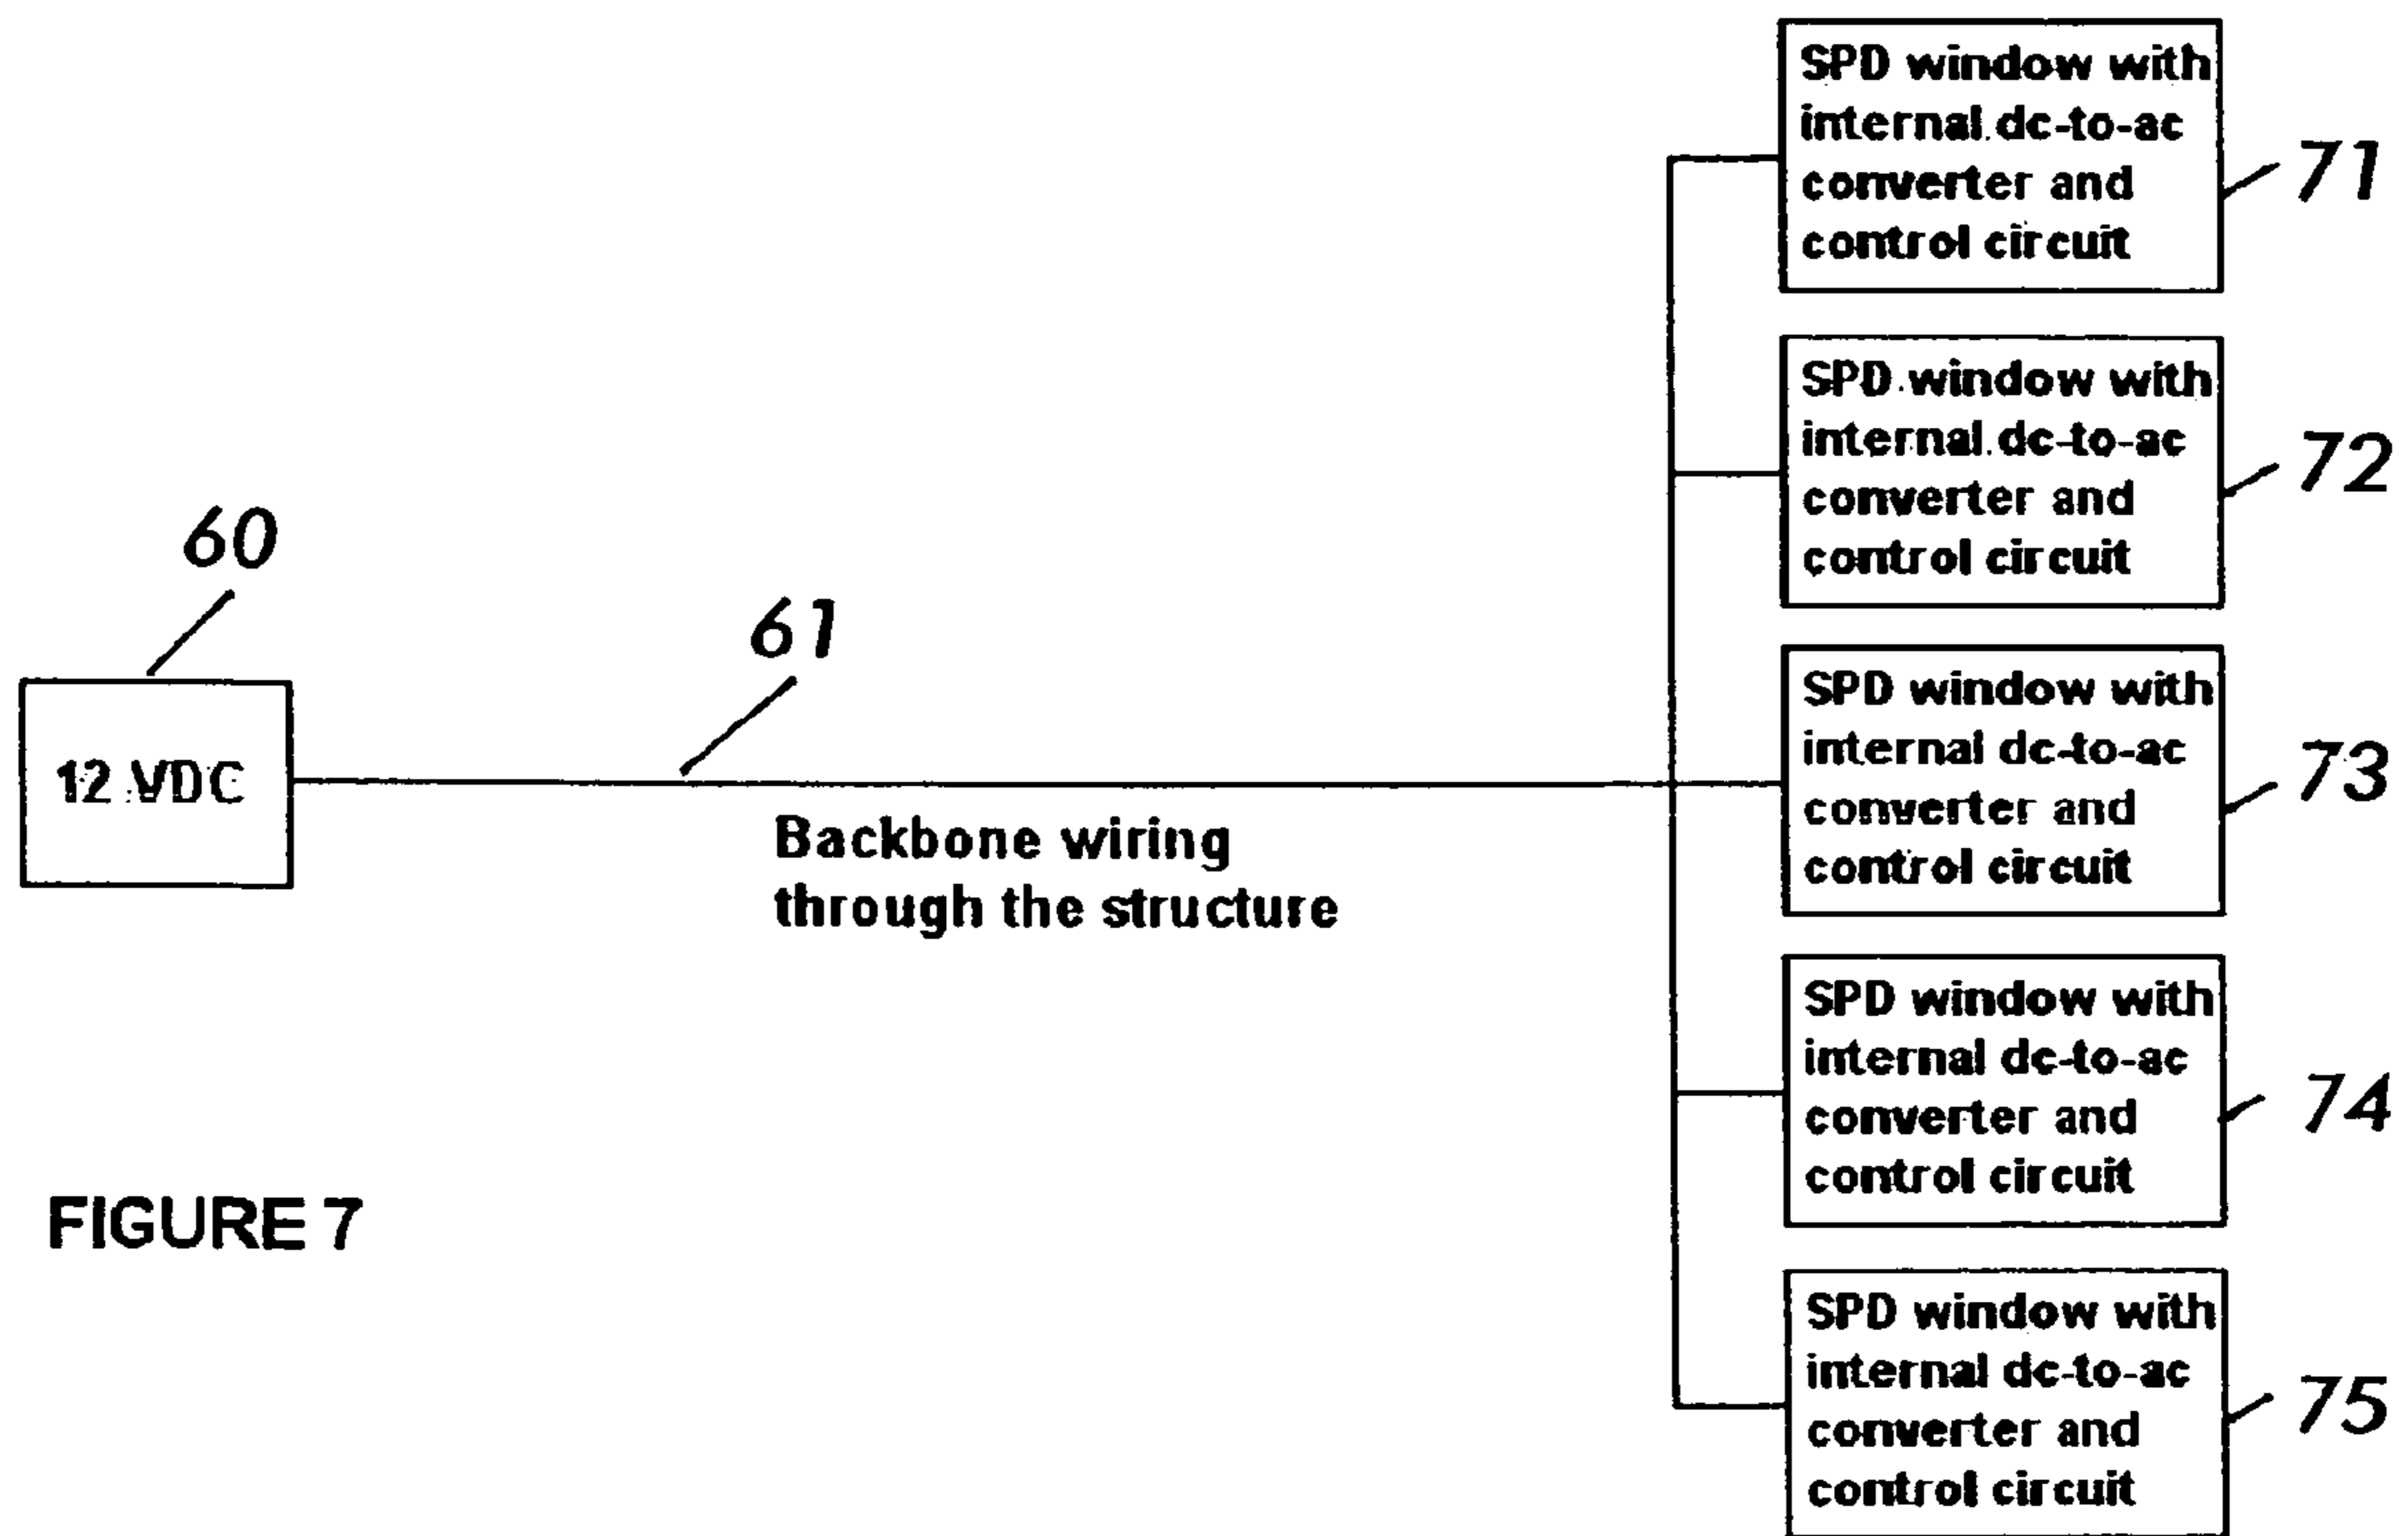 SPD window with
internal dc-to-ac
converter and
control circuit
71
SPD window with
internal dc-to-ac
converter and
control circuit
72
60
61
12 VDC
Backbone wiring
through the structure
SPD window with
internal dc-to-ac
converter and
control circuit
73
SPD window with
internal dc-to-ac
converter and
control circuit
74
FIGURE 7
SPD window with
internal dc-to-ac
converter and
control circuit
75